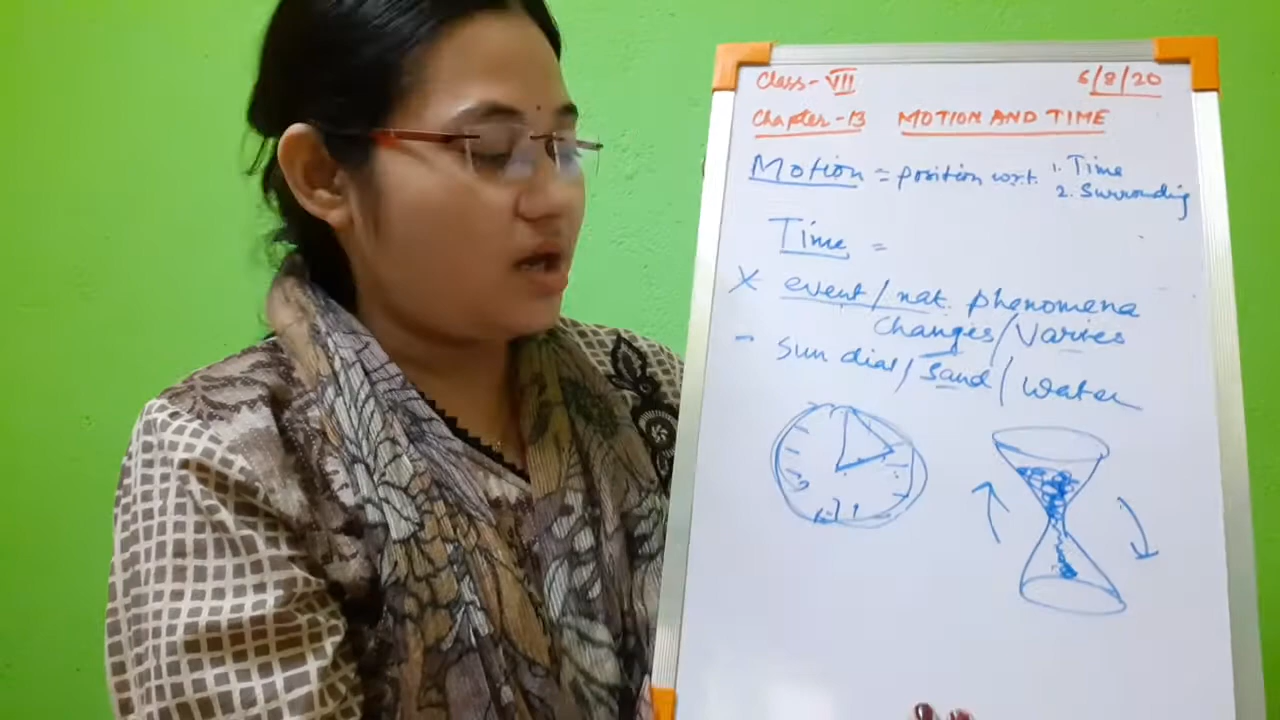 Class-VII 6/8/20
Chapter-13 MOTION AND TIME
Motion = position w.r.t. 1. Time
2. Surrounding
Time =
X event/nat. phenomena
Changes/Varies
- Sun dial/Sand/water